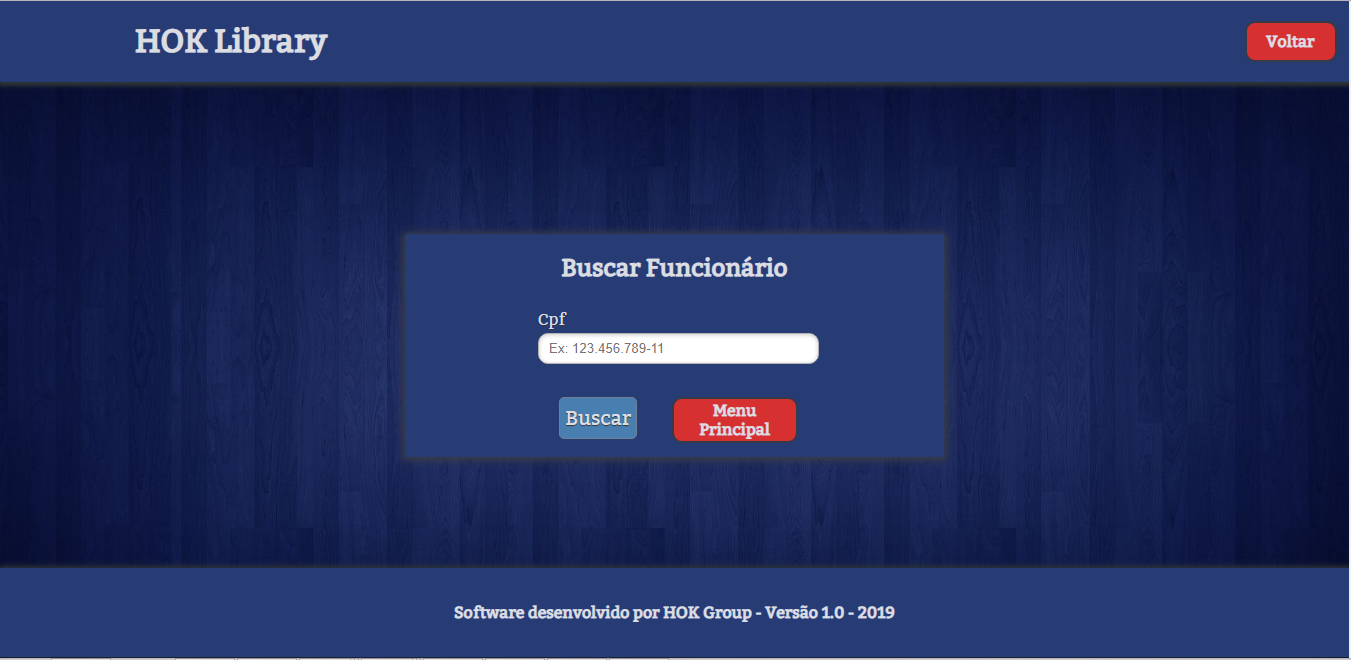 HOK Library
Voltar
Buscar Funcionário
Cpf
Ex: 123.456.789-11
Buscar
Menu
Principal
Software desenvolvido por HOK Group - Versão 1.0 - 2019